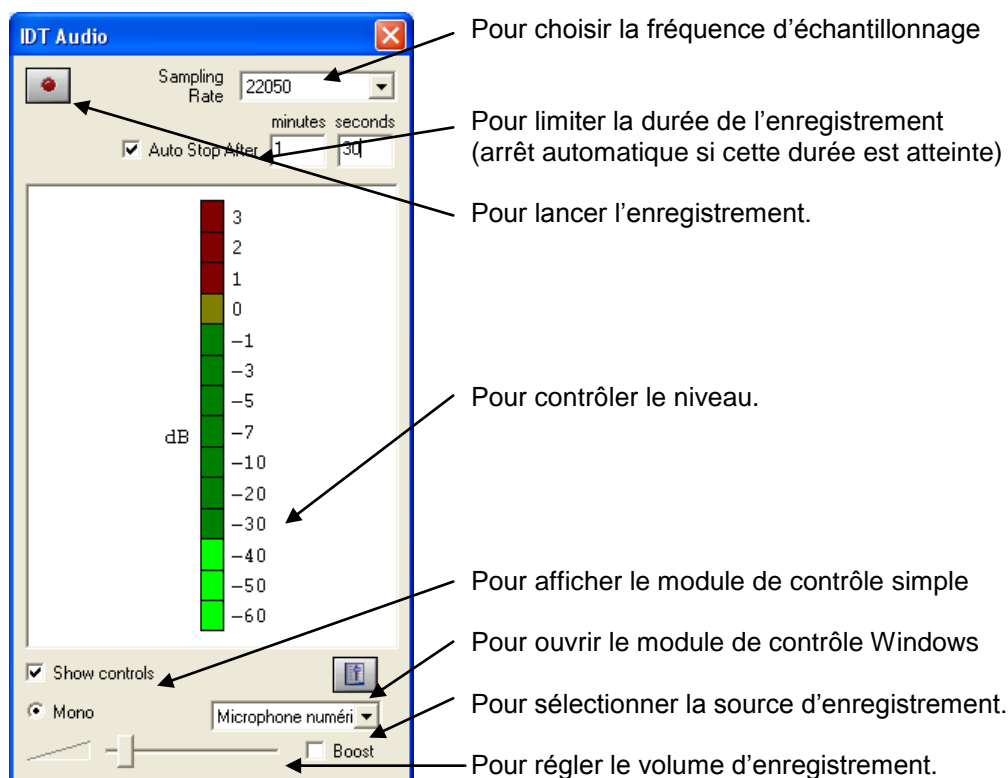 IDT Audio
Pour choisir la fréquence d’échantillonnage
Sampling
Rate
22050
minutes seconds
Auto Stop After
1
30
Pour limiter la durée de l’enregistrement
(arrêt automatique si cette durée est atteinte)
Pour lancer l’enregistrement.
3
2
1
0
−1
−3
−5
dB
−7
−10
−20
−30
−40
−50
−60
Pour contrôler le niveau.
Pour afficher le module de contrôle simple
Pour ouvrir le module de contrôle Windows
Show controls
Mono
Microphone numéri
Pour sélectionner la source d’enregistrement.
Boost
Pour régler le volume d’enregistrement.